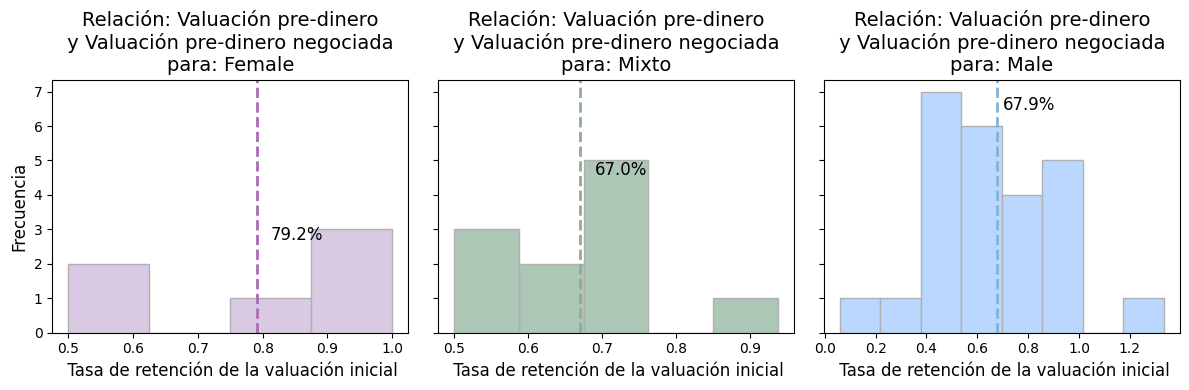 Relación: Valuación pre-dinero
y Valuación pre-dinero negociada
para: Female
Frecuencia
7
6
5
4
3
2
1
0
79.2%
0.5 0.6 0.7 0.8 0.9 1.0
Tasa de retención de la valuación inicial
Relación: Valuación pre-dinero
y Valuación pre-dinero negociada
para: Mixto
67.0%
0.5 0.6 0.7 0.8 0.9
Tasa de retención de la valuación inicial
Relación: Valuación pre-dinero
y Valuación pre-dinero negociada
para: Male
67.9%
0.0 0.2 0.4 0.6 0.8 1.0 1.2
Tasa de retención de la valuación inicial